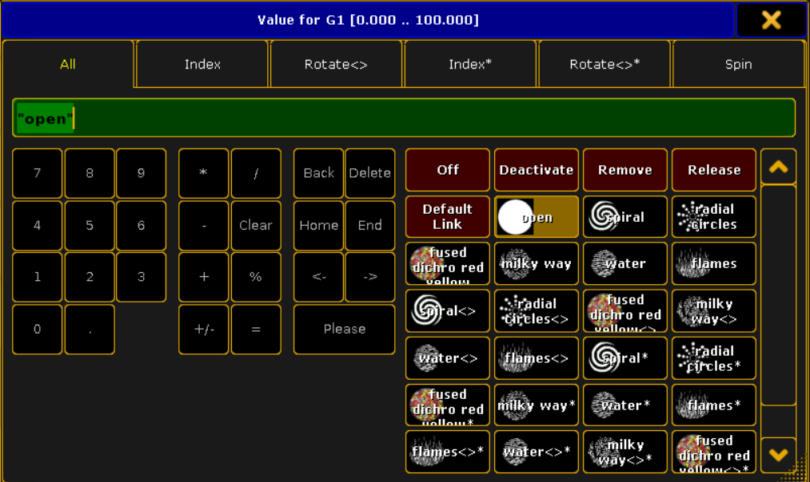 Value for G1 [0.000 .. 100.000]
All
Index
Rotate<>
Index*
Rotate<>*
Spin
"open"
7
8
9
*
/
Back
Delete
4
5
6
-
Clear
Home
End
1
2
3
+
%
<-
->
0
.
+/-
=
Please
Off
Deactivate
Remove
Release
Default
Link
open
spiral
radial
circles
fused
dichro red
yellow
milky way
water
flames
spiral<>
radial
circles<>
fused
dichro red
yellow<>
milky
way<>
water<>
flames<>
spiral*
radial
circles*
fused
dichro red
yellow*
milky way*
water*
flames*
flames<>*
water<>*
milky
way<>*
fused
dichro red
yellow<>*